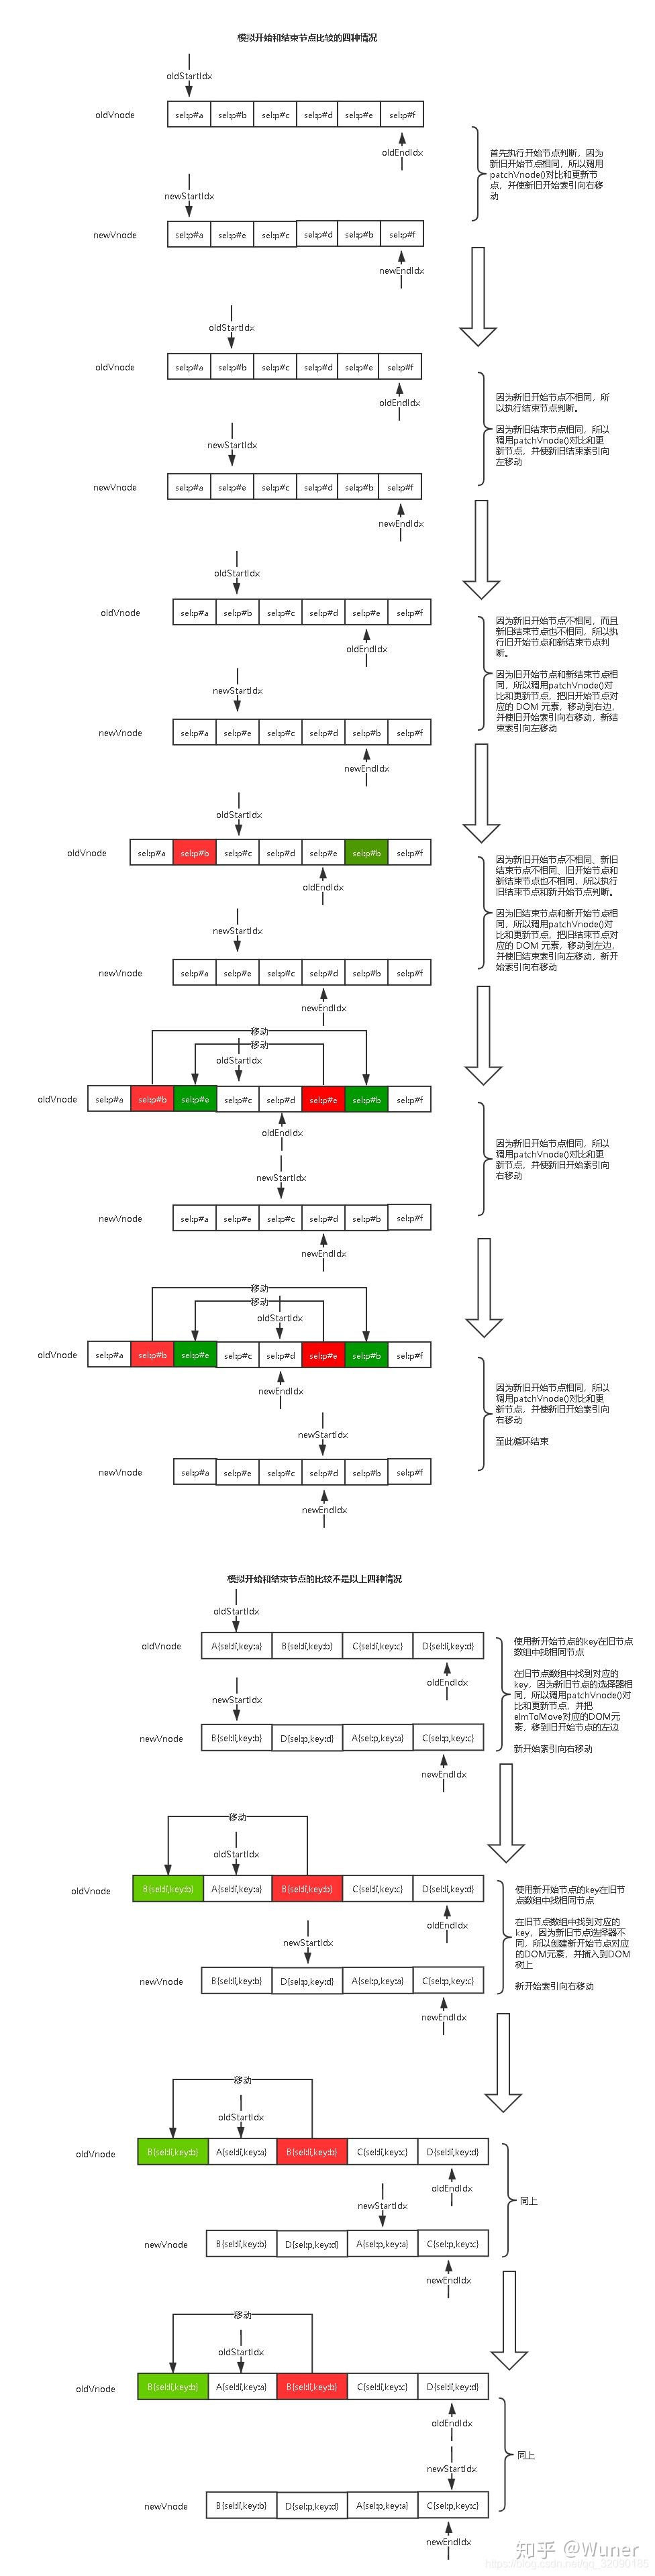 模拟开始和结束节点比较的四种情况
oldStartIdx
oldVnode
sel:p#a sel:p#b sel:p#c sel:p#d sel:p#e sel:p#f
oldEndIdx
newStartIdx
newVnode
sel:p#a sel:p#e sel:p#c sel:p#d sel:p#b sel:p#f
newEndIdx
首先执行开始节点判断，因为
新旧开始节点相同，所以调用
patchVnode()对比和更新节
点，并使新旧开始索引向右移
动
oldStartIdx
oldVnode
sel:p#a sel:p#b sel:p#c sel:p#d sel:p#e sel:p#f
oldEndIdx
newStartIdx
newVnode
sel:p#a sel:p#e sel:p#c sel:p#d sel:p#b sel:p#f
newEndIdx
因为新旧开始节点不相同，所
以执行结束节点判断。
因为新旧结束节点相同，所以
调用patchVnode()对比和更
新节点，并使新旧结束索引向
左移动
oldStartIdx
oldVnode
sel:p#a sel:p#b sel:p#c sel:p#d sel:p#e sel:p#f
oldEndIdx
newStartIdx
newVnode
sel:p#a sel:p#e sel:p#c sel:p#d sel:p#b sel:p#f
newEndIdx
因为新旧开始节点不相同，而且
新旧结束节点也不相同，所以执
行旧开始节点和新结束节点判
断。
因为旧开始节点和新结束节点相
同，所以调用patchVnode()对
比和更新节点，把旧开始节点对
应的 DOM 元素，移动到右边，
并使旧开始索引向右移动，新结
束索引向左移动
oldStartIdx
oldVnode
sel:p#a sel:p#b sel:p#c sel:p#d sel:p#e sel:p#b sel:p#f
oldEndIdx
newStartIdx
newVnode
sel:p#a sel:p#e sel:p#c sel:p#d sel:p#b sel:p#f
newEndIdx
因为新旧开始节点不相同、新旧
结束节点不相同、旧开始节点和
新结束节点也不相同，所以执行
旧结束节点和新开始节点判断。
因为旧结束节点和新开始节点相
同，所以调用patchVnode()对
比和更新节点，把旧结束节点对
应的 DOM 元素，移动到左边，
并使旧结束索引向左移动，新开
始索引向右移动
移动
移动
oldStartIdx
oldVnode
sel:p#a sel:p#b sel:p#e sel:p#c sel:p#d sel:p#e sel:p#b sel:p#f
oldEndIdx
newStartIdx
newVnode
sel:p#a sel:p#e sel:p#c sel:p#d sel:p#b sel:p#f
newEndIdx
因为新旧开始节点相同，所以
调用patchVnode()对比和更
新节点，并使新旧开始索引向
右移动
移动
移动
oldStartIdx
oldVnode
sel:p#a sel:p#b sel:p#e sel:p#c sel:p#d sel:p#e sel:p#b sel:p#f
newEndIdx
newStartIdx
newVnode
sel:p#a sel:p#e sel:p#c sel:p#d sel:p#b sel:p#f
newEndIdx
因为新旧开始节点相同，所以
调用patchVnode()对比和更
新节点，并使新旧开始索引向
右移动
至此循环结束
模拟开始和结束节点的比较不是以上四种情况
oldStartIdx
oldVnode
A{sel:l,key:a} B{sel:l,key:b} C{sel:l,key:c} D{sel:l,key:d}
oldEndIdx
newStartIdx
newVnode
B{sel:l,key:b} D{sel:p,key:d} A{sel:p,key:a} C{sel:p,key:c}
newEndIdx
使用新开始节点的key在旧节点
数组中找相同节点
在旧节点数组中找到对应的
key，因为新旧节点的选择器相
同，所以调用patchVnode()对
比和更新节点，并把
elmToMove对应的DOM元
素，移到旧开始节点的左边
新开始索引向右移动
移动
oldStartIdx
oldVnode
B{sel:l,key:b} A{sel:l,key:a} B{sel:l,key:b} C{sel:l,key:c} D{sel:l,key:d}
oldEndIdx
newStartIdx
newVnode
B{sel:l,key:b} D{sel:p,key:d} A{sel:p,key:a} C{sel:p,key:c}
newEndIdx
使用新开始节点的key在旧节
点数组中找相同节点
在旧节点数组中找到对应的
key，因为新旧节点选择器不
同，所以创建新开始节点对应
的DOM元素，并插入到DOM
树上
新开始索引向右移动
移动
oldStartIdx
oldVnode
B{sel:l,key:b} A{sel:l,key:a} B{sel:l,key:b} C{sel:l,key:c} D{sel:l,key:d}
oldEndIdx
newStartIdx
newVnode
B{sel:l,key:b} D{sel:p,key:d} A{sel:p,key:a} C{sel:p,key:c}
newEndIdx
同上
移动
oldStartIdx
oldVnode
B{sel:l,key:b} A{sel:l,key:a} B{sel:l,key:b} C{sel:l,key:c} D{sel:l,key:d}
oldEndIdx
newStartIdx
newVnode
B{sel:l,key:b} D{sel:p,key:d} A{sel:p,key:a} C{sel:p,key:c}
newEndIdx
同上
知乎 @Wuner
https://blog.csdn.net/qq_32090185